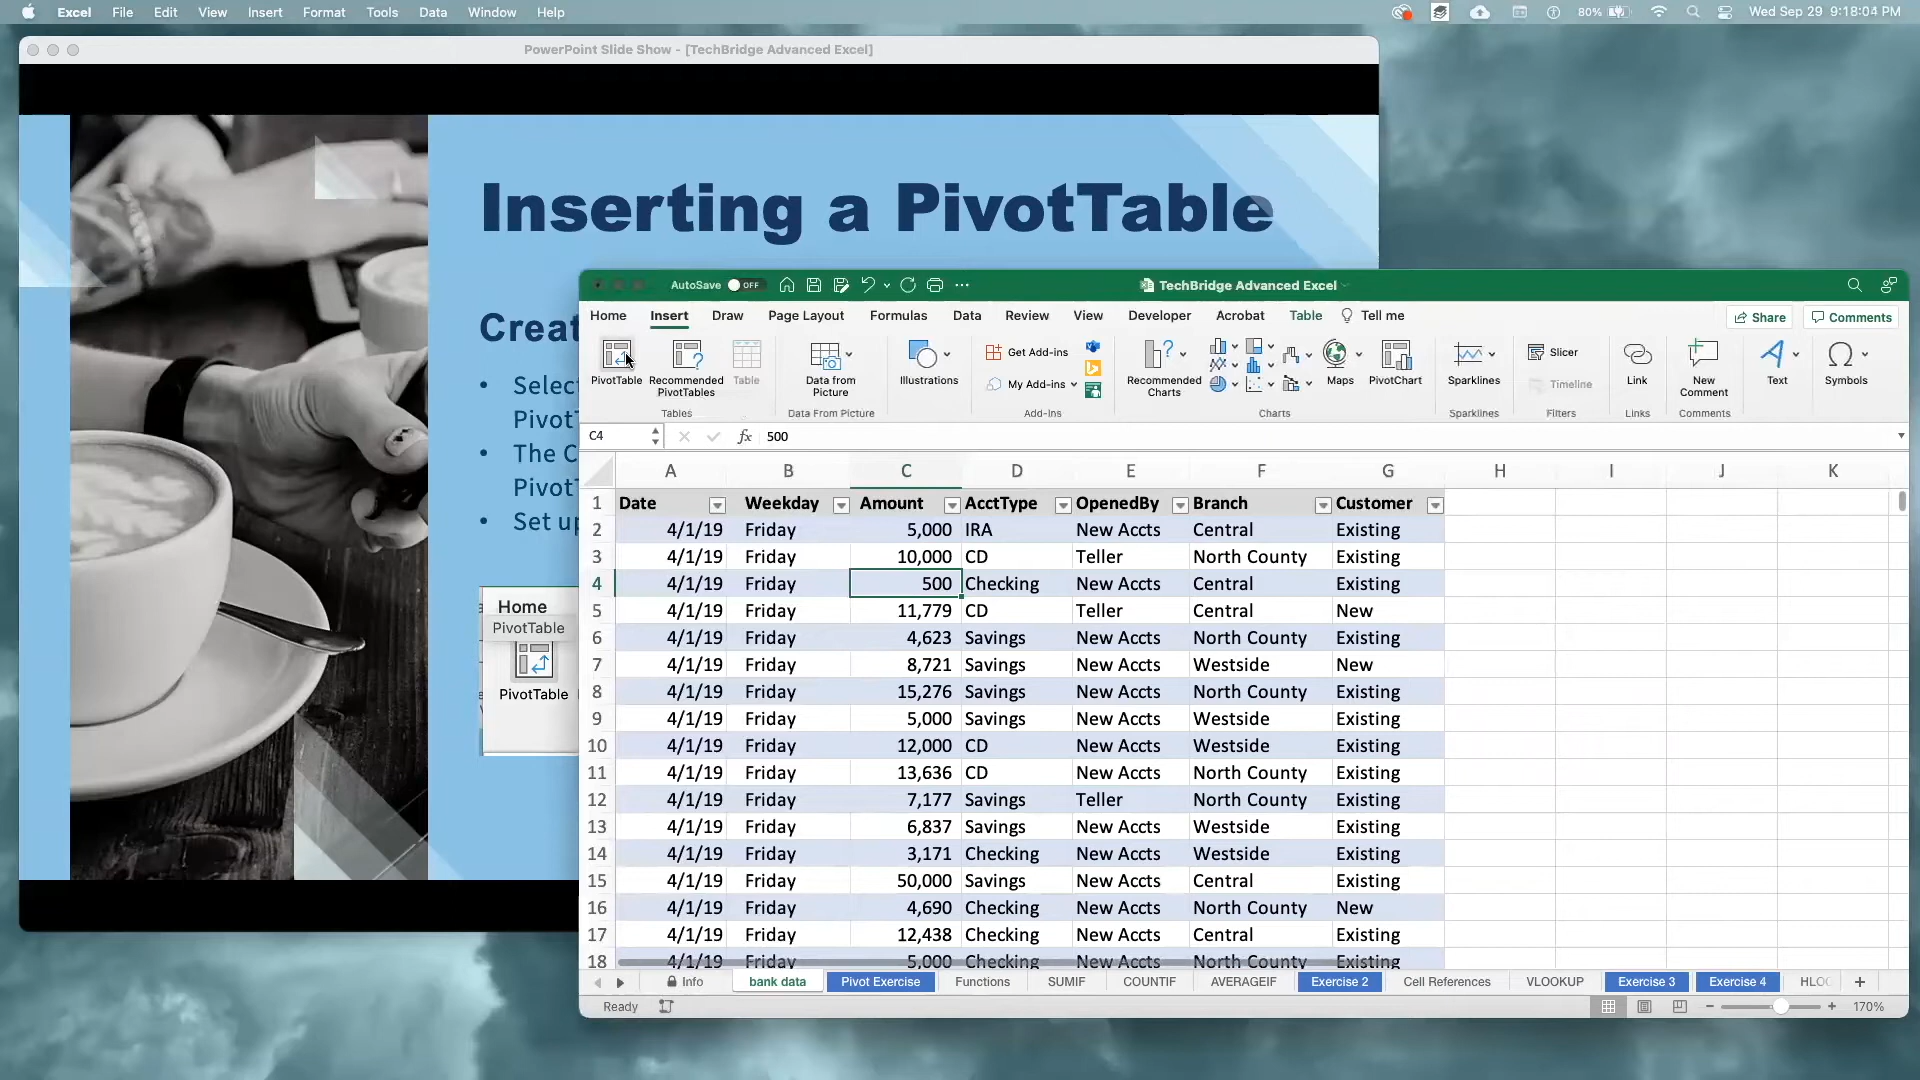 Excel File Edit View Insert Format Tools Data Window Help 80% Wed Sep 29 9:18:04 PM
PowerPoint Slide Show - [TechBridge Advanced Excel]
Inserting a PivotTable
Creat
• Select
PivotT
• The C
PivotT
• Set up
Home
PivotTable
PivotTable
AutoSave OFF TechBridge Advanced Excel
Home Insert Draw Page Layout Formulas Data Review View Developer Acrobat Table Tell me Share Comments
PivotTable Recommended PivotTables Table Data from Picture Illustrations Get Add-ins My Add-ins Recommended Charts Maps PivotChart Sparklines Slicer Timeline Link New Comment Text Symbols
Tables Data From Picture Add-Ins Charts Sparklines Filters Links Comments
C4 fx 500
A B C D E F G H I J K
1 Date Weekday Amount AcctType OpenedBy Branch Customer
2 4/1/19 Friday 5,000 IRA New Accts Central Existing
3 4/1/19 Friday 10,000 CD Teller North County Existing
4 4/1/19 Friday 500 Checking New Accts Central Existing
5 4/1/19 Friday 11,779 CD Teller Central New
6 4/1/19 Friday 4,623 Savings New Accts North County Existing
7 4/1/19 Friday 8,721 Savings New Accts Westside New
8 4/1/19 Friday 15,276 Savings New Accts North County Existing
9 4/1/19 Friday 5,000 Savings New Accts Westside Existing
10 4/1/19 Friday 12,000 CD New Accts Westside Existing
11 4/1/19 Friday 13,636 CD New Accts North County Existing
12 4/1/19 Friday 7,177 Savings Teller North County Existing
13 4/1/19 Friday 6,837 Savings New Accts Westside Existing
14 4/1/19 Friday 3,171 Checking New Accts Westside Existing
15 4/1/19 Friday 50,000 Savings New Accts Central Existing
16 4/1/19 Friday 4,690 Checking New Accts North County New
17 4/1/19 Friday 12,438 Checking New Accts Central Existing
18 4/1/19 Friday 5,000 Checking New Accts North County Existing
Info bank data Pivot Exercise Functions SUMIF COUNTIF AVERAGEIF Exercise 2 Cell References VLOOKUP Exercise 3 Exercise 4 HLOO
Ready 170%